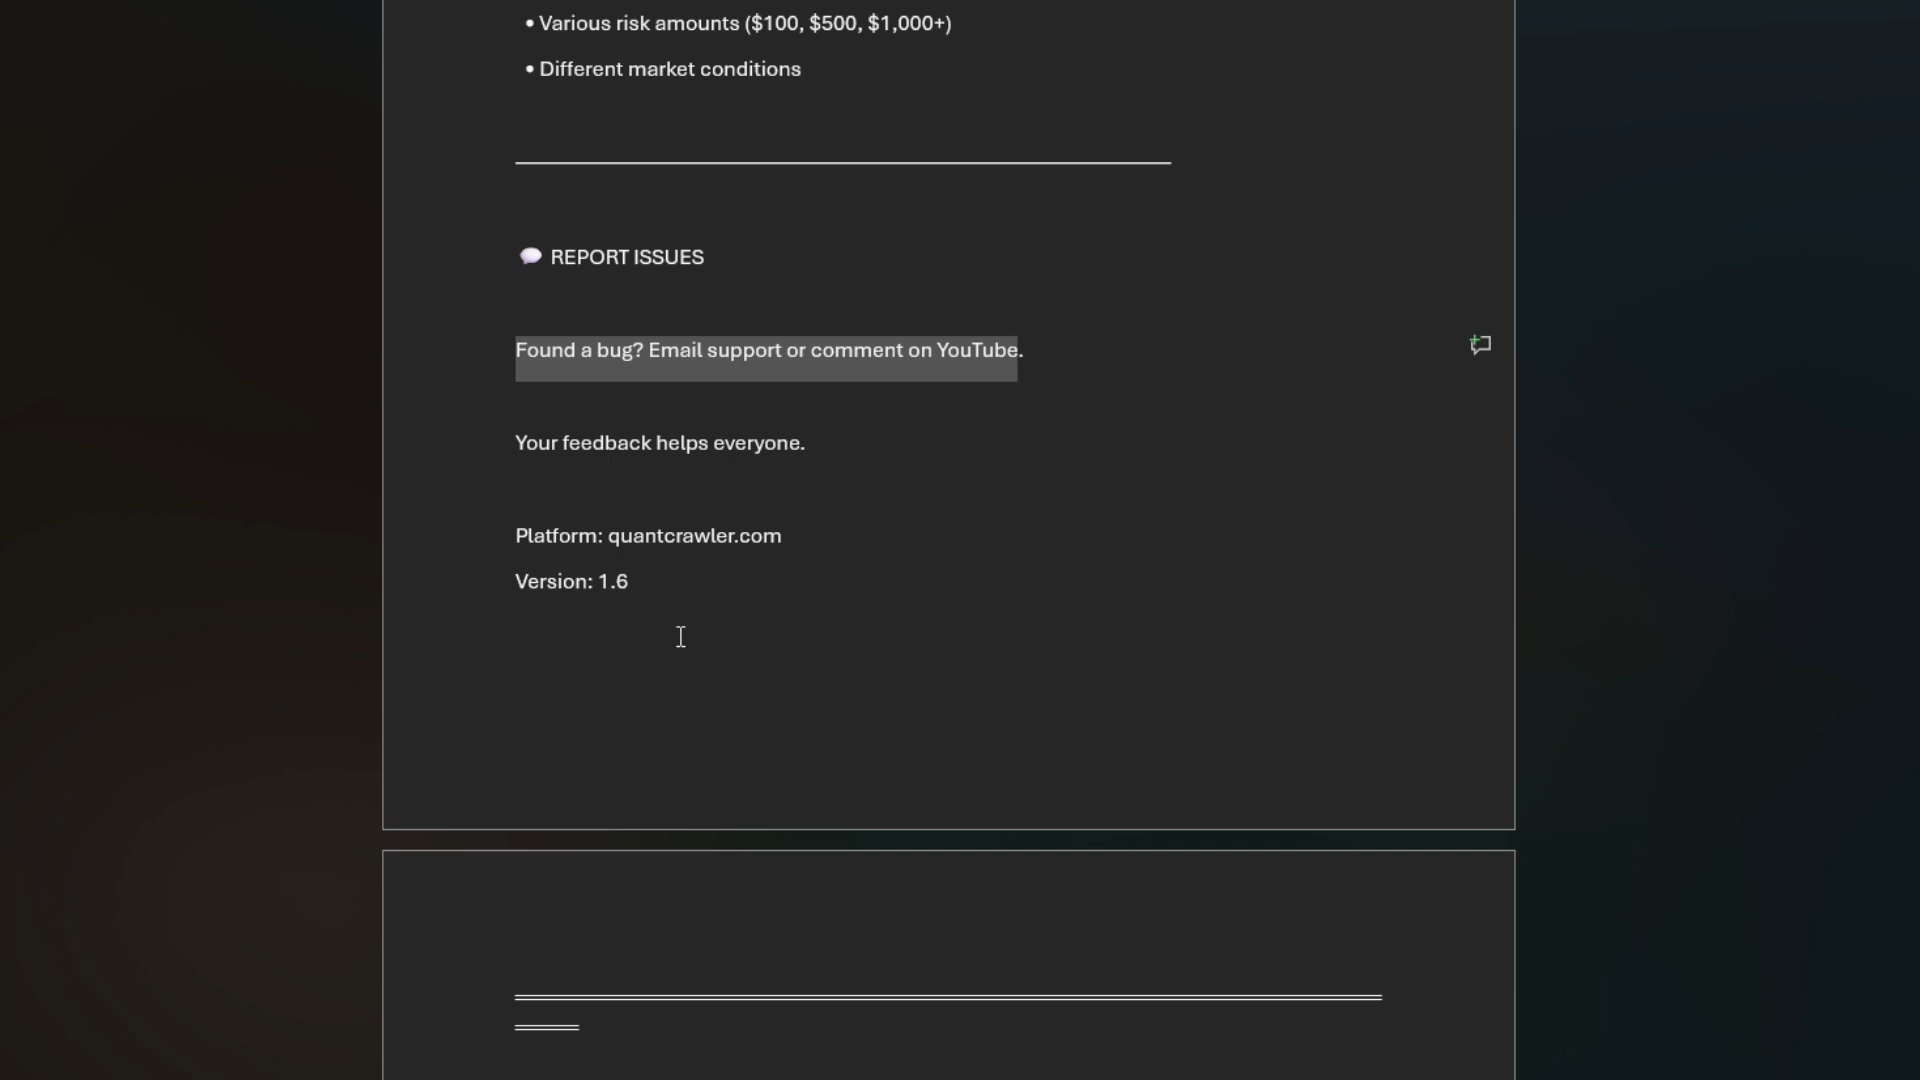 • Various risk amounts ($100, $500, $1,000+)
• Different market conditions
💬 REPORT ISSUES
Found a bug? Email support or comment on YouTube.
Your feedback helps everyone.
Platform: quantcrawler.com
Version: 1.6